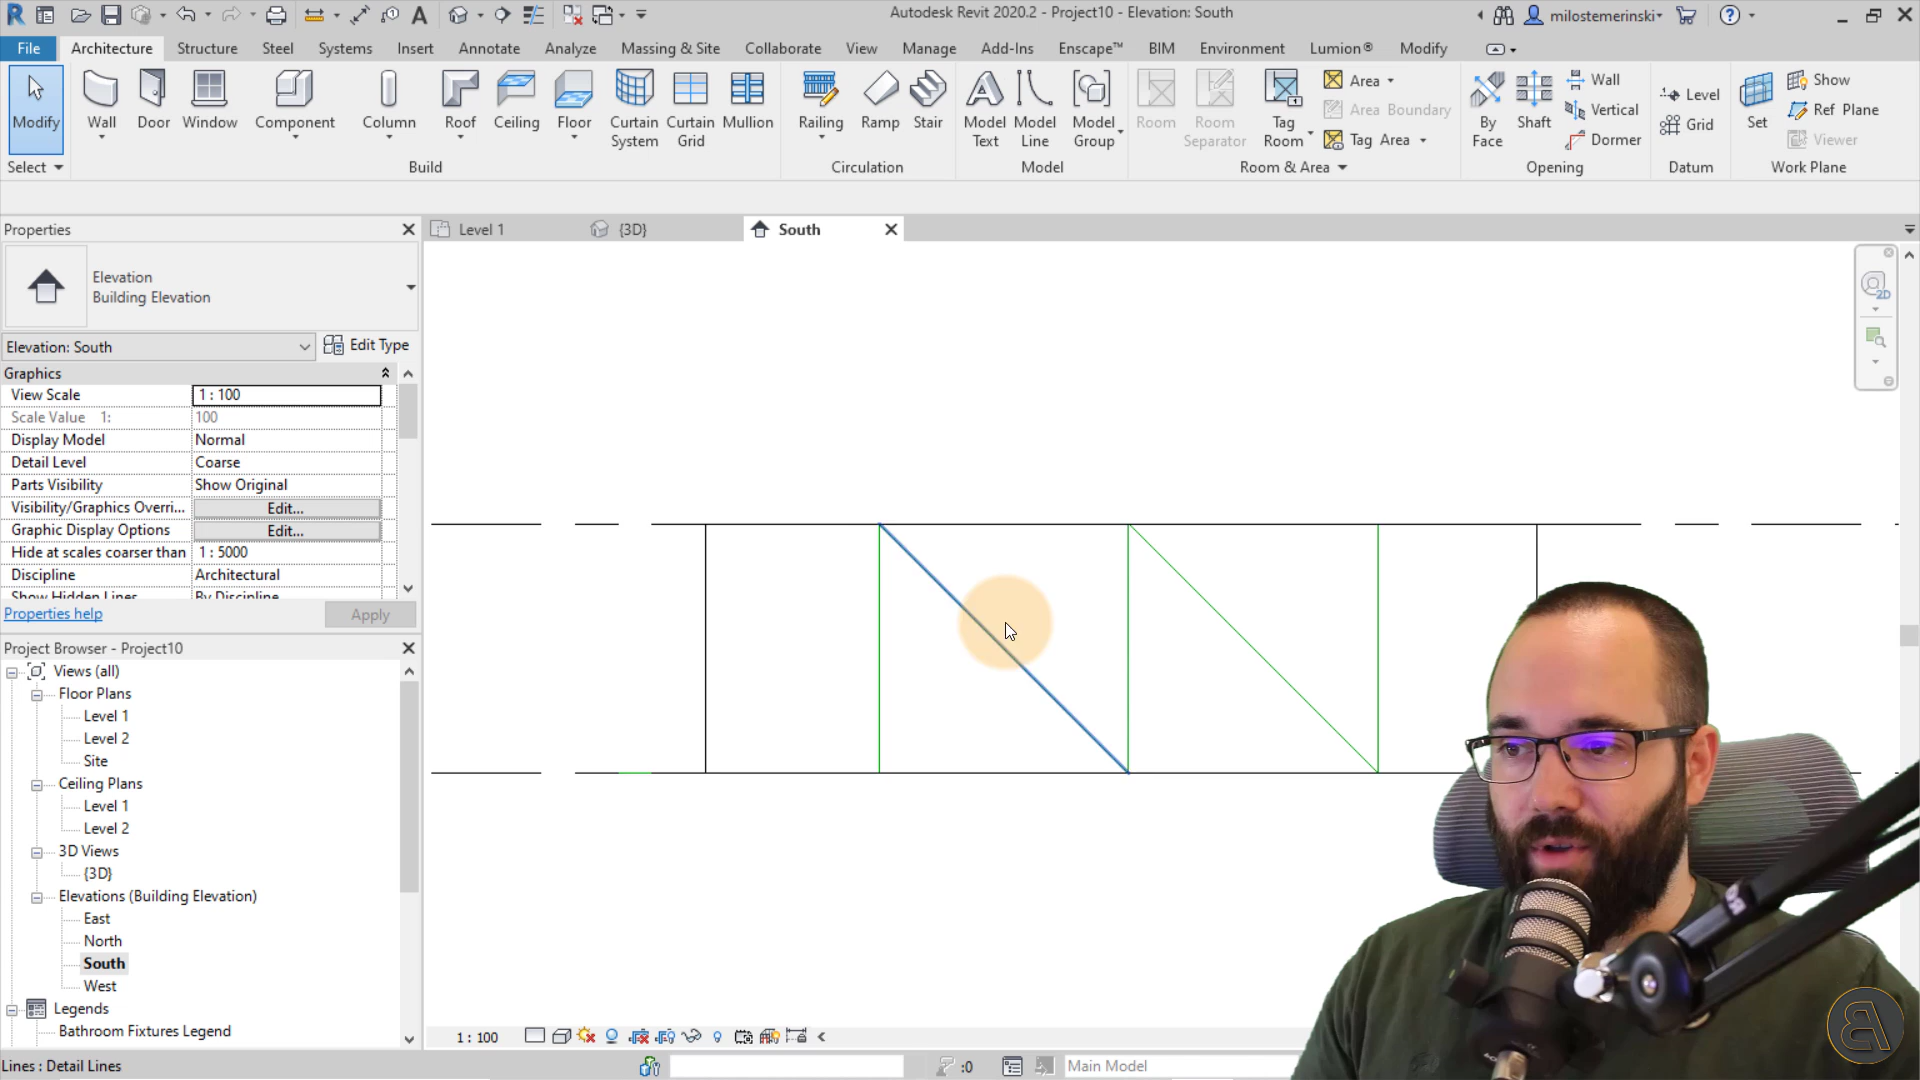 Autodesk Revit 2020.2 - Project10 - Elevation: South
milostemerinski
File
Architecture
Structure
Steel
Systems
Insert
Annotate
Analyze
Massing & Site
Collaborate
View
Manage
Add-Ins
Enscape™
BIM
Environment
Lumion®
Modify
Modify
Wall
Door
Window
Component
Column
Roof
Ceiling
Floor
Curtain System
Curtain Grid
Mullion
Railing
Ramp
Stair
Model Text
Model Line
Model Group
Room
Room Separator
Tag Room
Area
Area Boundary
Tag Area
By Face
Shaft
Wall
Vertical
Dormer
Level
Grid
Set
Show
Ref Plane
Viewer
Select
Build
Circulation
Model
Room & Area
Opening
Datum
Work Plane
Properties
Level 1
{3D}
South
Elevation
Building Elevation
Elevation: South
Edit Type
Graphics
View Scale
1 : 100
Scale Value 1:
100
Display Model
Normal
Detail Level
Coarse
Parts Visibility
Show Original
Visibility/Graphics Overri...
Edit...
Graphic Display Options
Edit...
Hide at scales coarser than
1 : 5000
Discipline
Architectural
Show Hidden Lines
By Discipline
Properties help
Apply
Project Browser - Project10
Views (all)
Floor Plans
Level 1
Level 2
Site
Ceiling Plans
Level 1
Level 2
3D Views
{3D}
Elevations (Building Elevation)
East
North
South
West
Legends
Bathroom Fixtures Legend
2D
1 : 100
Lines : Detail Lines
:0
Main Model